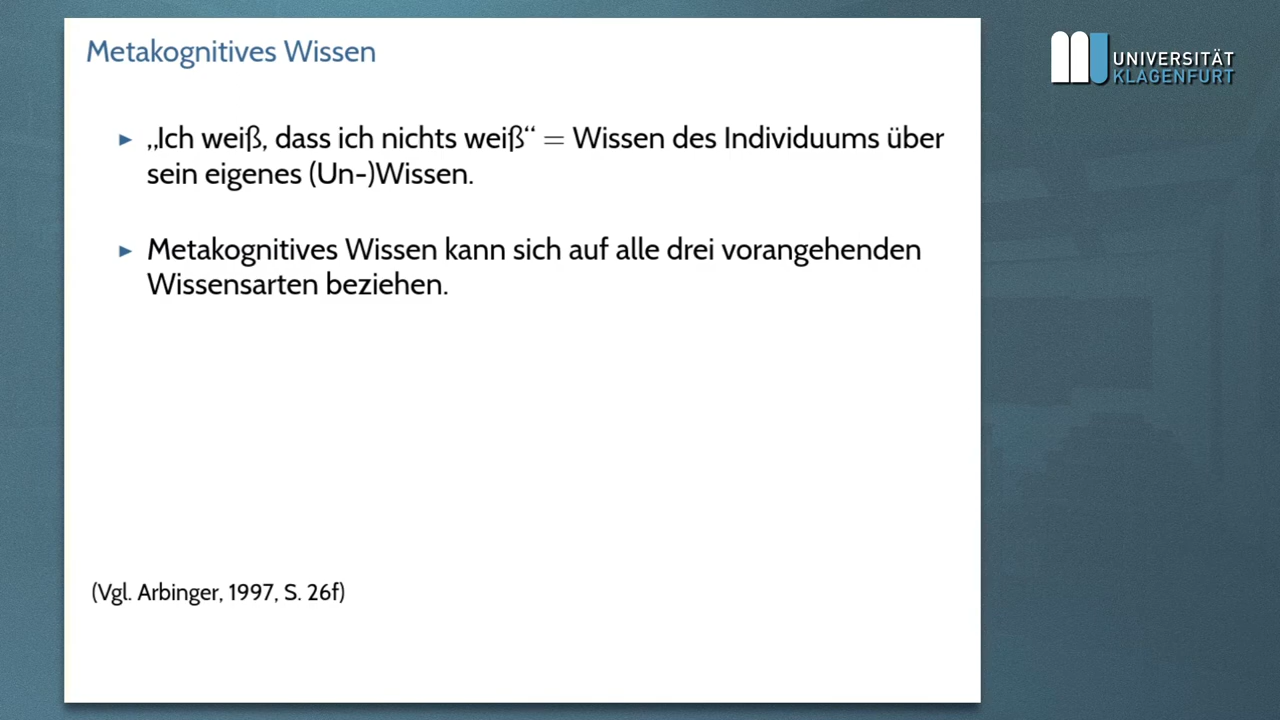 Metakognitives Wissen
UNIVERSITÄT
KLAGENFURT
▶ „Ich weiß, dass ich nichts weiß“ = Wissen des Individuums über
sein eigenes (Un-)Wissen.
▶ Metakognitives Wissen kann sich auf alle drei vorangehenden
Wissensarten beziehen.
(Vgl. Arbinger, 1997, S. 26f)